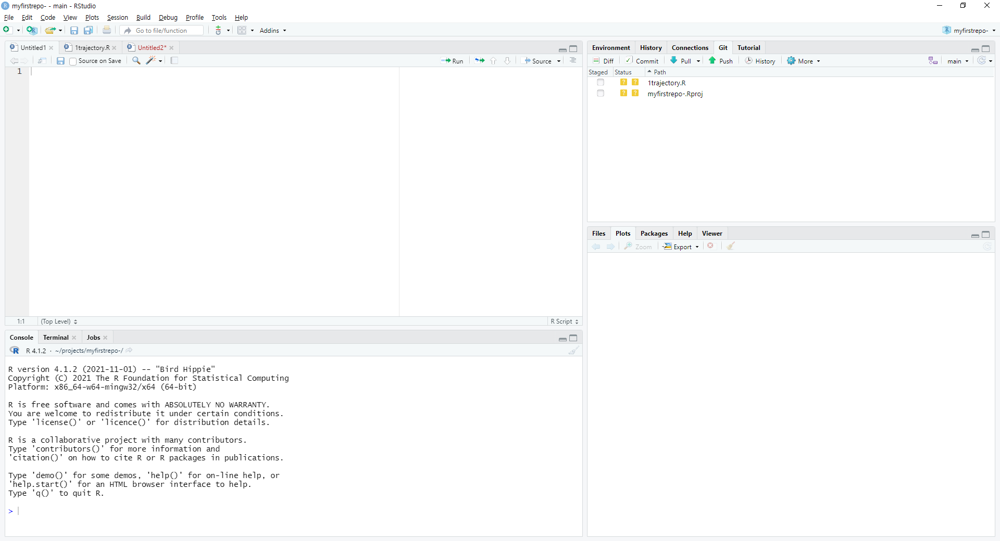 myfirstrepo- - main - RStudio
File Edit Code View Plots Session Build Debug Profile Tools Help
Go to file/function Addins myfirstrepo-
Untitled1 1trajectory.R Untitled2*
Source on Save Run Source
1
1:1 (Top Level) R Script
Console Terminal Jobs
R 4.1.2 · ~/projects/myfirstrepo-/
R version 4.1.2 (2021-11-01) -- "Bird Hippie"
Copyright (C) 2021 The R Foundation for Statistical Computing
Platform: x86_64-w64-mingw32/x64 (64-bit)
R is free software and comes with ABSOLUTELY NO WARRANTY.
You are welcome to redistribute it under certain conditions.
Type 'license()' or 'licence()' for distribution details.
R is a collaborative project with many contributors.
Type 'contributors()' for more information and
'citation()' on how to cite R or R packages in publications.
Type 'demo()' for some demos, 'help()' for on-line help, or
'help.start()' for an HTML browser interface to help.
Type 'q()' to quit R.
>
Environment History Connections Git Tutorial
Diff Commit Pull Push History More main
Staged Status Path
? ? 1trajectory.R
? ? myfirstrepo-.Rproj
Files Plots Packages Help Viewer
Zoom Export